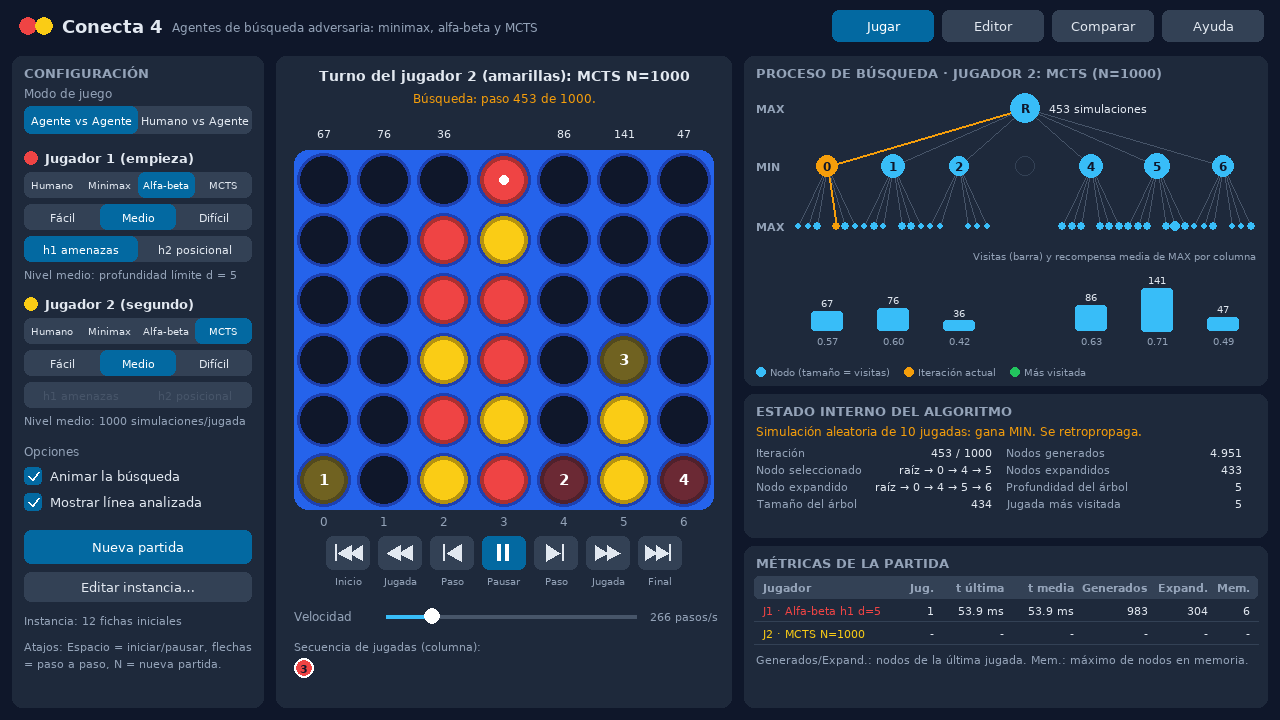 Conecta 4
Agentes de búsqueda adversaria: minimax, alfa-beta y MCTS
Jugar
Editor
Comparar
Ayuda
CONFIGURACIÓN
Modo de juego
Agente vs Agente
Humano vs Agente
Jugador 1 (empieza)
Humano Minimax Alfa-beta MCTS
Fácil Medio Difícil
h1 amenazas h2 posicional
Nivel medio: profundidad límite d = 5
Jugador 2 (segundo)
Humano Minimax Alfa-beta MCTS
Fácil Medio Difícil
h1 amenazas h2 posicional
Nivel medio: 1000 simulaciones/jugada
Opciones
Animar la búsqueda
Mostrar línea analizada
Nueva partida
Editar instancia...
Instancia: 12 fichas iniciales
Atajos: Espacio = iniciar/pausar, flechas
= paso a paso, N = nueva partida.
Turno del jugador 2 (amarillas): MCTS N=1000
Búsqueda: paso 453 de 1000.
67 76 36 86 141 47
3
1 2 4
0 1 2 3 4 5 6
Inicio Jugada Paso Pausar Paso Jugada Final
Velocidad 266 pasos/s
Secuencia de jugadas (columna):
3
PROCESO DE BÚSQUEDA · JUGADOR 2: MCTS (N=1000)
MAX R 453 simulaciones
MIN 0 1 2 4 5 6
MAX
Visitas (barra) y recompensa media de MAX por columna
67 76 36 86 141 47
0.57 0.60 0.42 0.63 0.71 0.49
Nodo (tamaño = visitas) Iteración actual Más visitada
ESTADO INTERNO DEL ALGORITMO
Simulación aleatoria de 10 jugadas: gana MIN. Se retropropaga.
Iteración 453 / 1000 Nodos generados 4.951
Nodo seleccionado raíz → 0 → 4 → 5 Nodos expandidos 433
Nodo expandido raíz → 0 → 4 → 5 → 6 Profundidad del árbol 5
Tamaño del árbol 434 Jugada más visitada 5
MÉTRICAS DE LA PARTIDA
Jugador Jug. t última t media Generados Expand. Mem.
J1 · Alfa-beta h1 d=5 1 53.9 ms 53.9 ms 983 304 6
J2 · MCTS N=1000 - - - - - -
Generados/Expand.: nodos de la última jugada. Mem.: máximo de nodos en memoria.